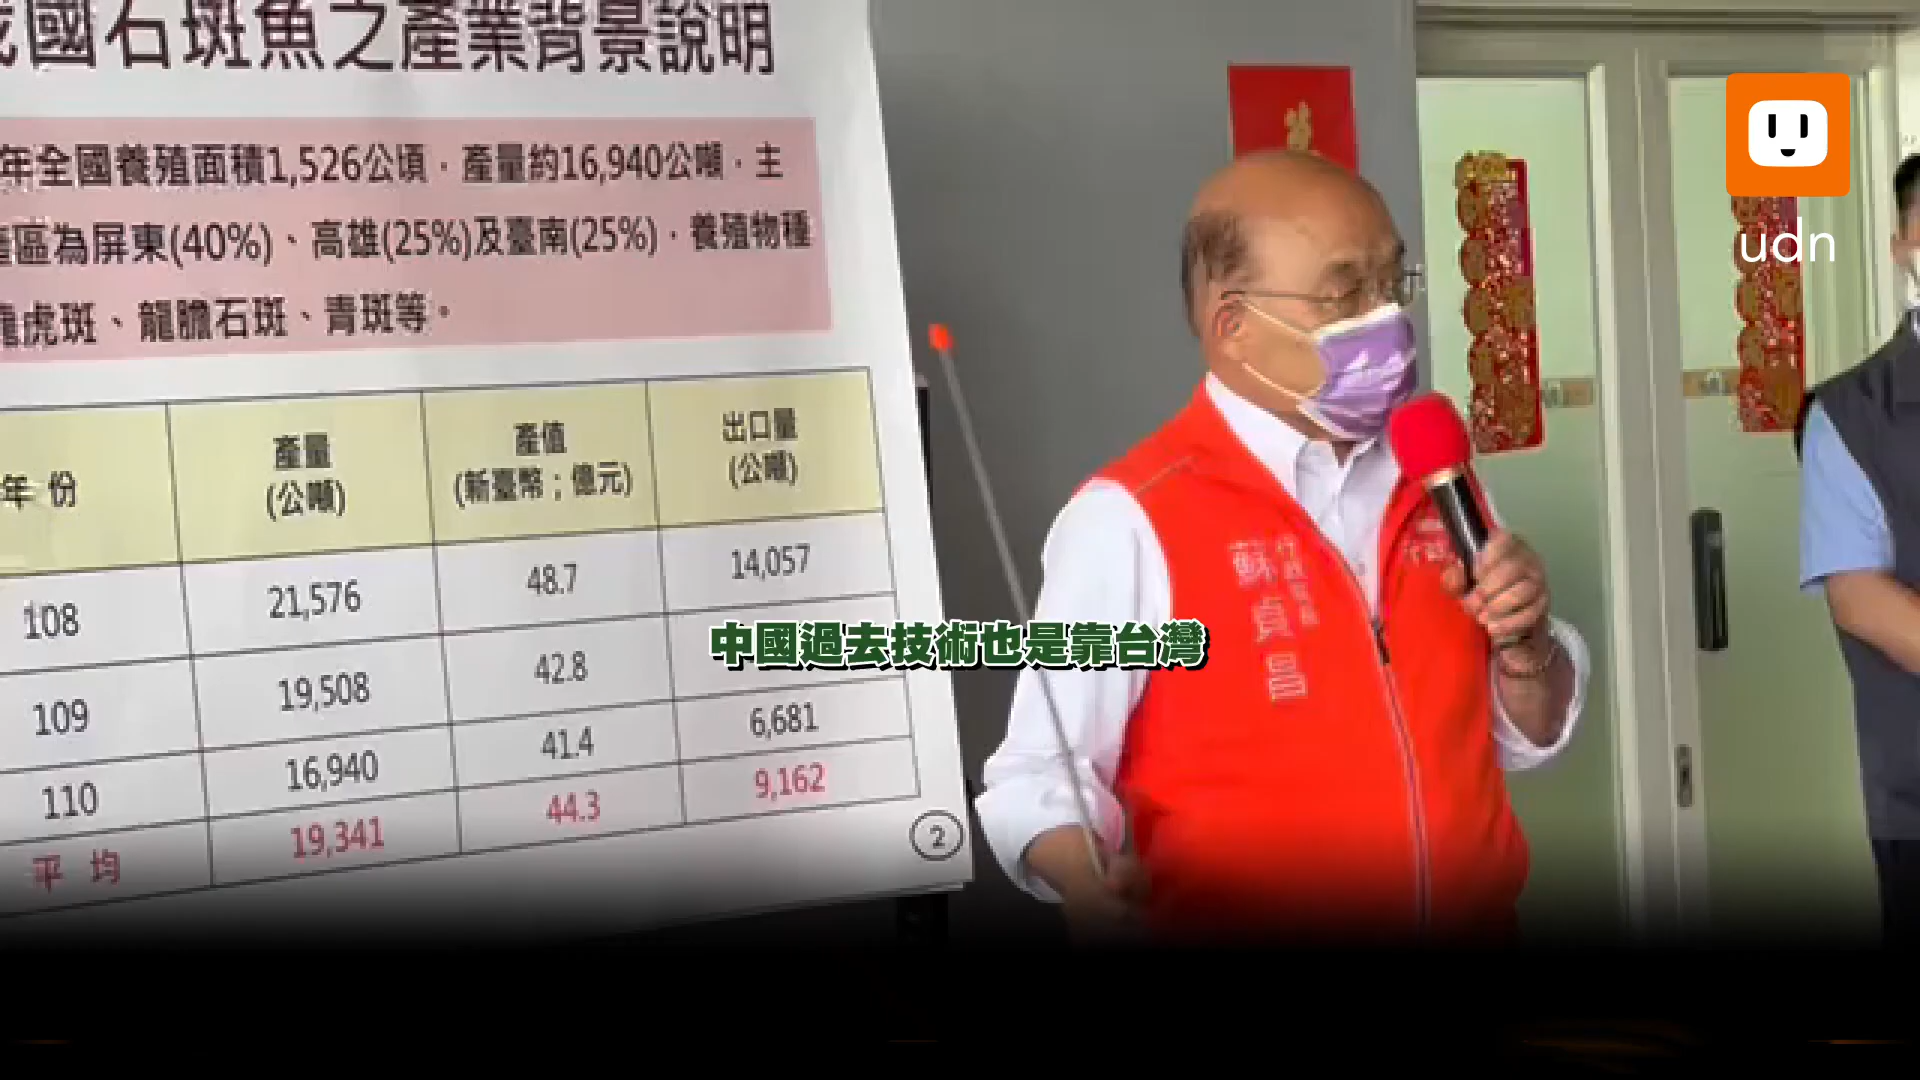 國石斑魚之產業背景說明
年全國養殖面積1,526公頃，產量約16,940公噸，主
區為屏東(40%)、高雄(25%)及臺南(25%)，養殖物種
虎斑、龍膽石斑、青斑等。
年 份
產量
(公噸)
產值
(新臺幣；億元)
出口量
(公噸)
108
21,576
48.7
14,057
109
19,508
42.8
110
16,940
41.4
6,681
平 均
19,341
44.3
9,162
2
中國過去技術也是靠台灣
行政院長
蘇貞昌
udn